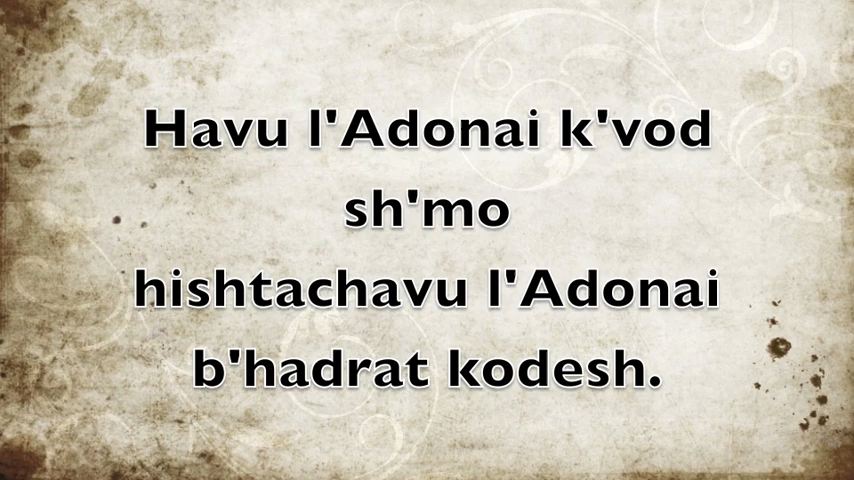 Havu l'Adonai k'vod
sh'mo
hishtachavu l'Adonai
b'hadrat kodesh.